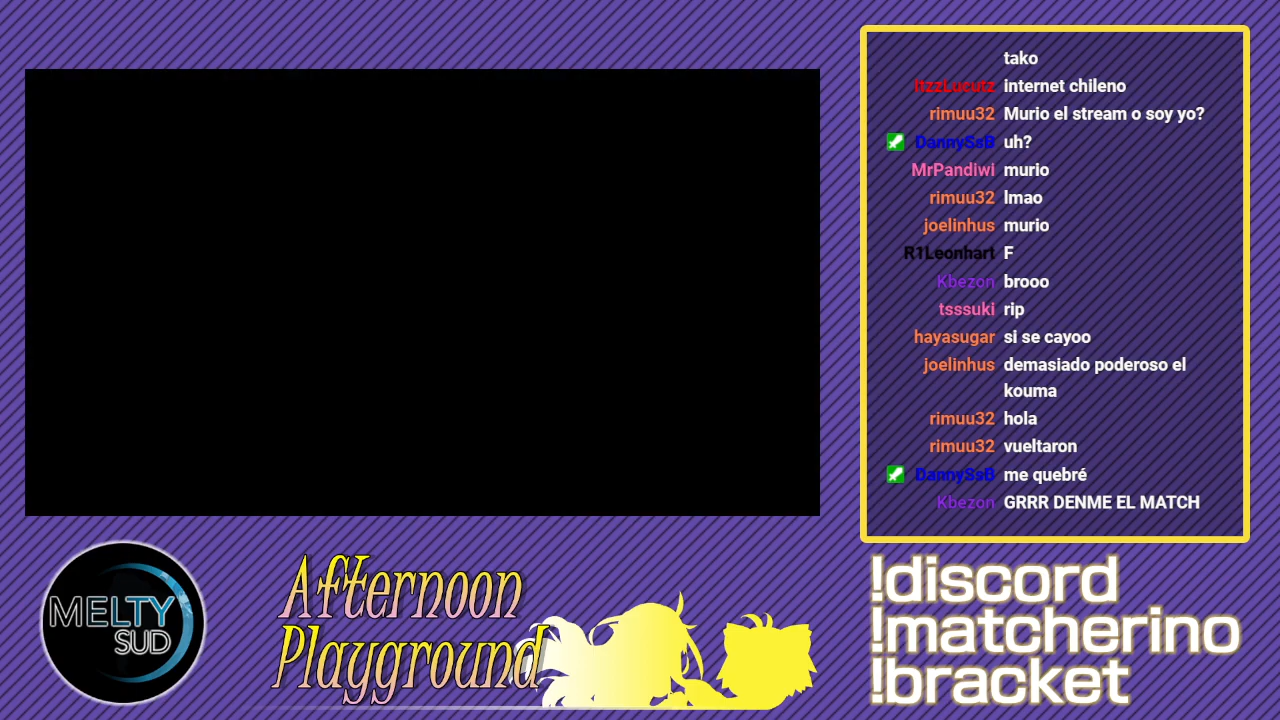 tako
ItzzLucutz internet chileno
rimuu32 Murio el stream o soy yo?
DannySsB uh?
MrPandiwi murio
rimuu32 lmao
joelinhus murio
R1Leonhart F
Kbezon brooo
tsssuki rip
hayasugar si se cayoo
joelinhus demasiado poderoso el
kouma
rimuu32 hola
rimuu32 vueltaron
DannySsB me quebré
Kbezon GRRR DENME EL MATCH
MELTY
SUD
Afternoon
Playground
!discord
!matcherino
!bracket